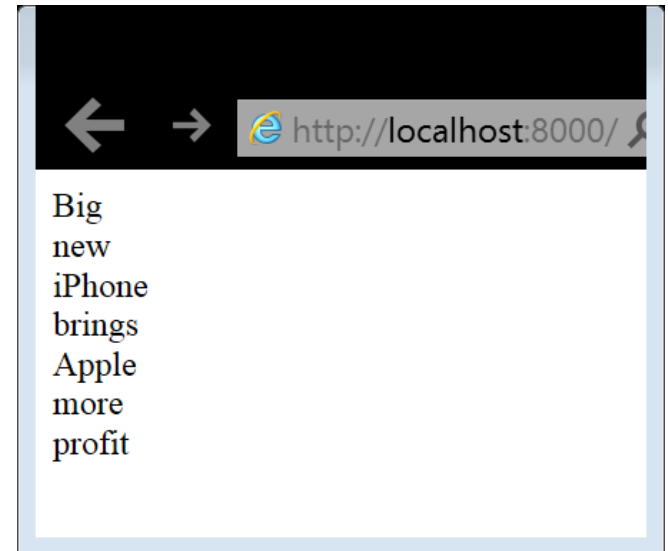 http://localhost:8000/
Big
new
iPhone
brings
Apple
more
profit